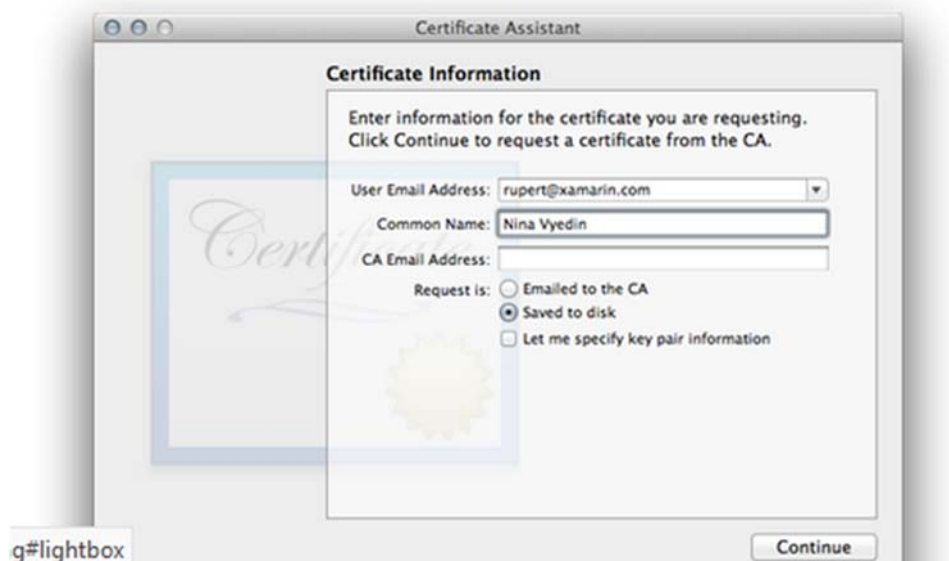 Certificate Assistant
Certificate Information
Enter information for the certificate you are requesting.
Click Continue to request a certificate from the CA.
User Email Address: rupert@xamarin.com
Common Name: Nina Vyedin
Certificate
CA Email Address:
Request is: Emailed to the CA
Saved to disk
Let me specify key pair information
g#lightbox
Continue